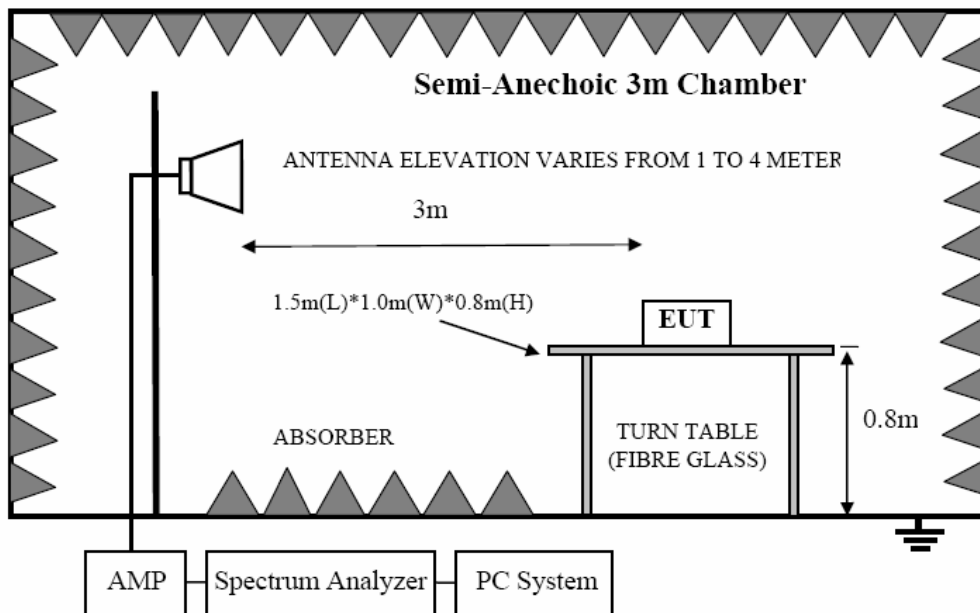 Semi-Anechoic 3m Chamber
ANTENNA ELEVATION VARIES FROM 1 TO 4 METER
3m
1.5m(L)*1.0m(W)*0.8m(H)
EUT
0.8m
ABSORBER
TURN TABLE
(FIBRE GLASS)
AMP
Spectrum Analyzer
PC System